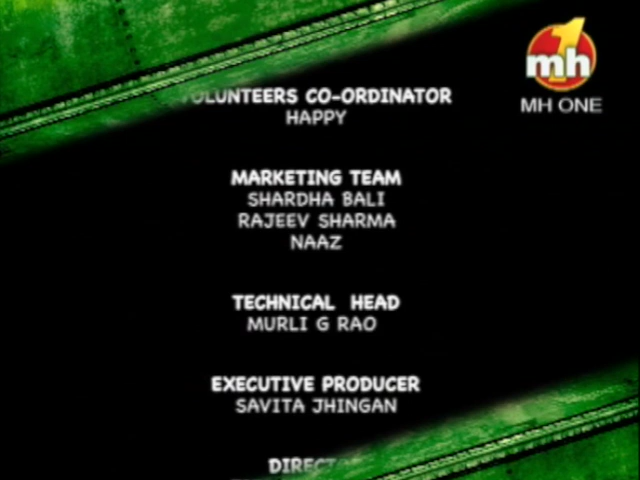 VOLUNTEERS CO-ORDINATOR
HAPPY
MARKETING TEAM
SHARDHA BALI
RAJEEV SHARMA
NAAZ
TECHNICAL HEAD
MURLI G RAO
EXECUTIVE PRODUCER
SAVITA JHINGAN
mh1
MH ONE